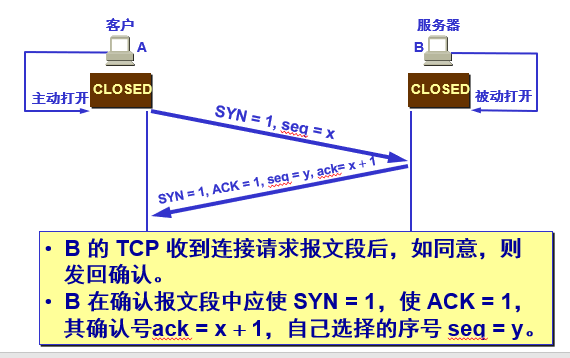 客户
服务器
A
B
主动打开
CLOSED
CLOSED
被动打开
SYN = 1, seq = x
SYN = 1, ACK = 1, seq = y, ack= x + 1
• B 的 TCP 收到连接请求报文段后，如同意，则
发回确认。
• B 在确认报文段中应使 SYN = 1，使 ACK = 1，
其确认号ack = x + 1，自己选择的序号 seq = y。